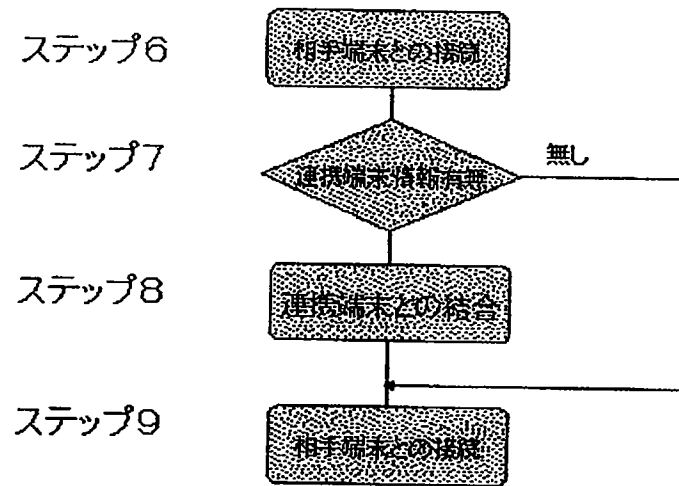 ステップ6
相手端末との接続
ステップ7
連携端末情報有無
無し
ステップ8
連携端末との結合
ステップ9
相手端末との接続